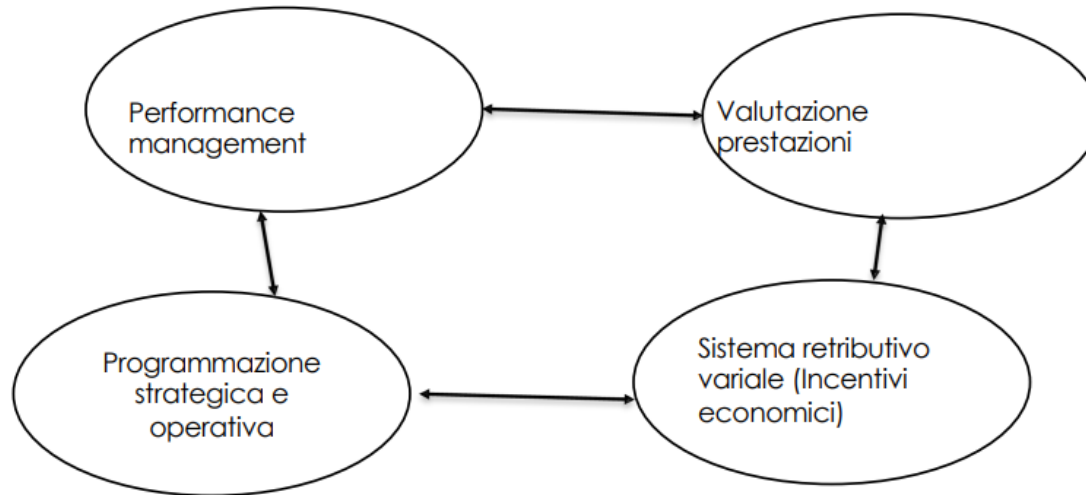 Performance
management
Valutazione
prestazioni
Programmazione
strategica e
operativa
Sistema retributivo
variale (Incentivi
economici)